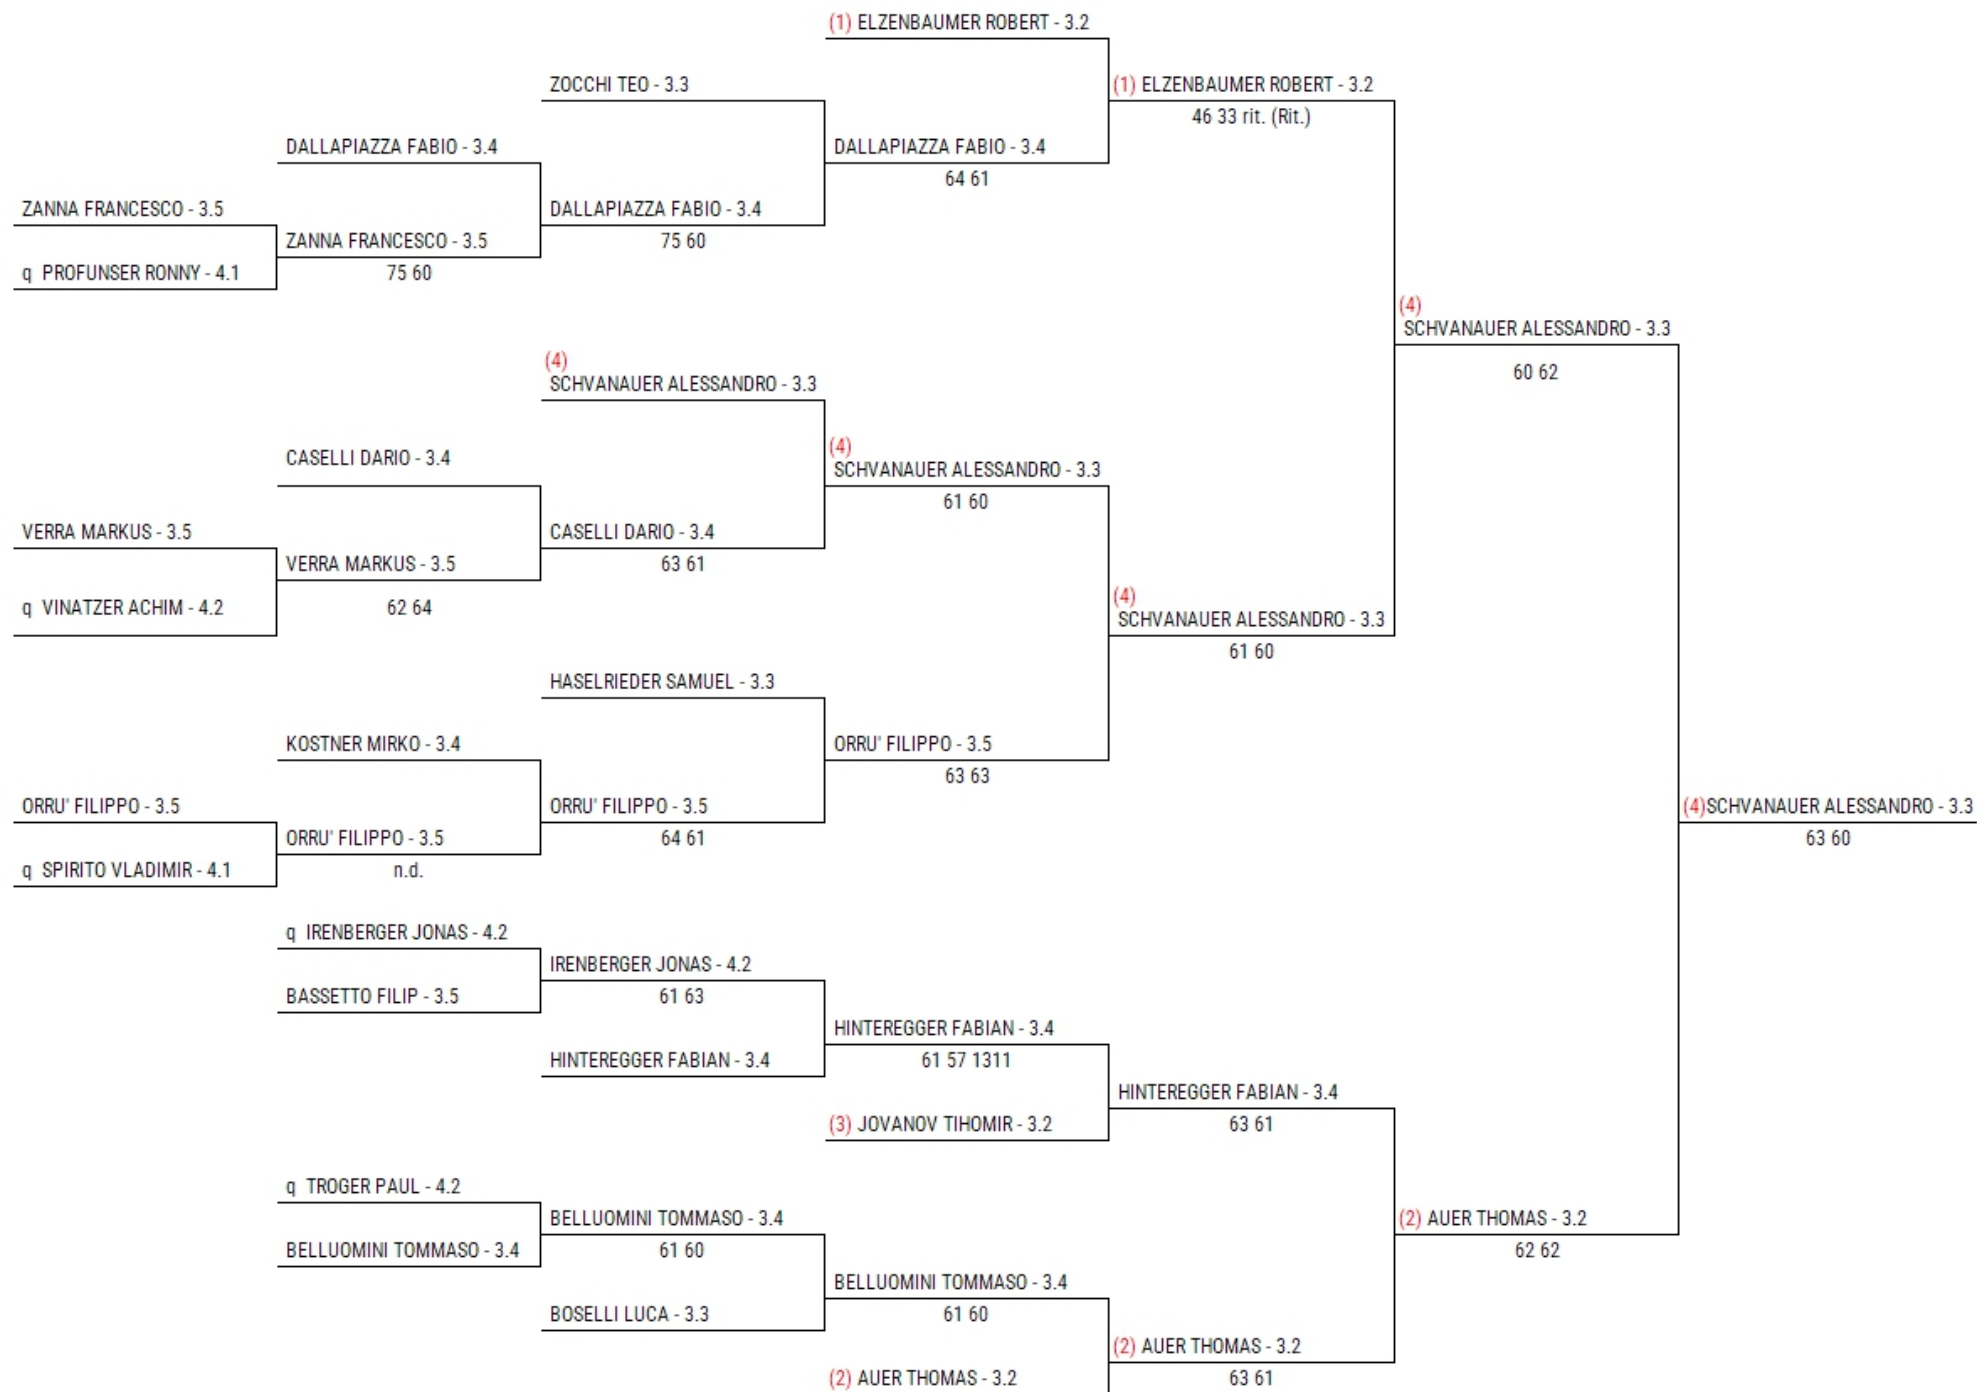 (1) ELZENBAUMER ROBERT - 3.2
ZOCCHI TEO - 3.3
(1) ELZENBAUMER ROBERT - 3.2
46 33 rit. (Rit.)
DALLAPIAZZA FABIO - 3.4
DALLAPIAZZA FABIO - 3.4
64 61
ZANNA FRANCESCO - 3.5
DALLAPIAZZA FABIO - 3.4
75 60
ZANNA FRANCESCO - 3.5
75 60
q PROFUNSER RONNY - 4.1
(4)
SCHVANAUER ALESSANDRO - 3.3
60 62
(4)
SCHVANAUER ALESSANDRO - 3.3
CASELLI DARIO - 3.4
(4)
SCHVANAUER ALESSANDRO - 3.3
61 60
VERRA MARKUS - 3.5
CASELLI DARIO - 3.4
63 61
VERRA MARKUS - 3.5
62 64
q VINATZER ACHIM - 4.2
(4)
SCHVANAUER ALESSANDRO - 3.3
61 60
HASELRIEDER SAMUEL - 3.3
KOSTNER MIRKO - 3.4
ORRU' FILIPPO - 3.5
63 63
ORRU' FILIPPO - 3.5
ORRU' FILIPPO - 3.5
64 61
(4)SCHVANAUER ALESSANDRO - 3.3
63 60
ORRU' FILIPPO - 3.5
n.d.
q SPIRITO VLADIMIR - 4.1
q IRENBERGER JONAS - 4.2
IRENBERGER JONAS - 4.2
61 63
BASSETTO FILIP - 3.5
HINTEREGGER FABIAN - 3.4
61 57 1311
HINTEREGGER FABIAN - 3.4
HINTEREGGER FABIAN - 3.4
63 61
(3) JOVANOV TIHOMIR - 3.2
q TROGER PAUL - 4.2
BELLUOMINI TOMMASO - 3.4
61 60
(2) AUER THOMAS - 3.2
62 62
BELLUOMINI TOMMASO - 3.4
BELLUOMINI TOMMASO - 3.4
61 60
BOSELLI LUCA - 3.3
(2) AUER THOMAS - 3.2
63 61
(2) AUER THOMAS - 3.2